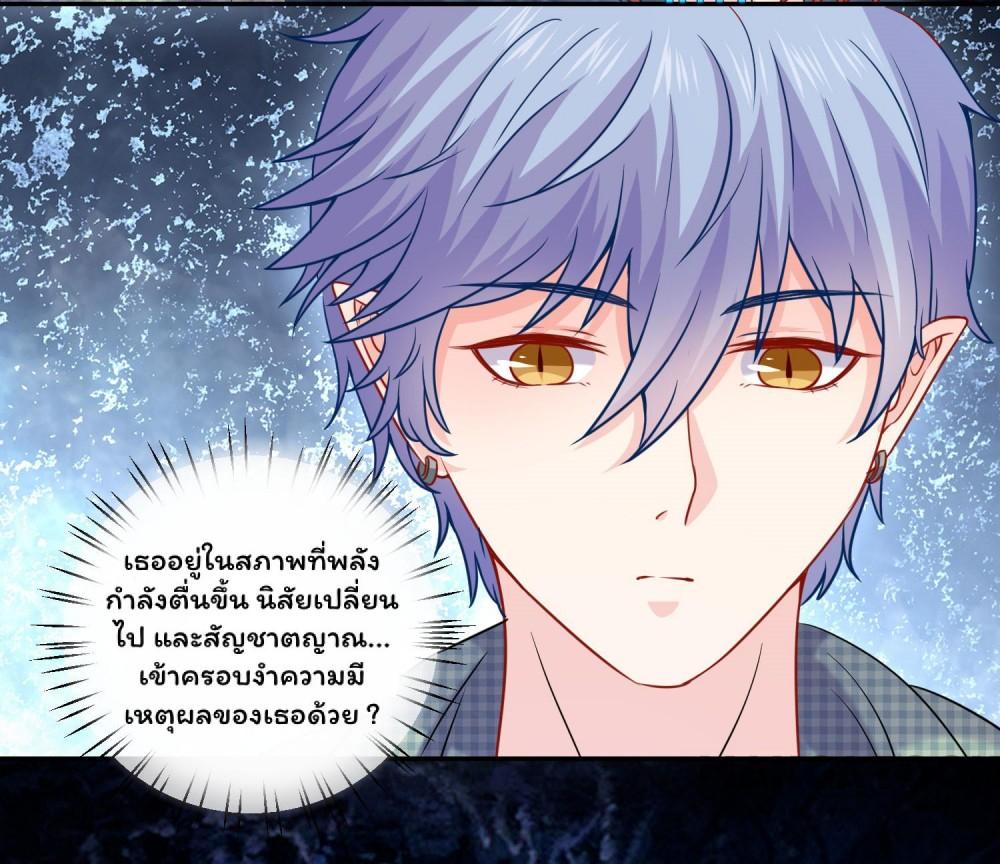 เธออยู่ในสภาพที่พลัง
กำลังตื่นขึ้น นิสัยเปลี่ยน
ไป และสัญชาตญาณ...
เข้าครอบงำความมี
เหตุผลของเธอด้วย ?